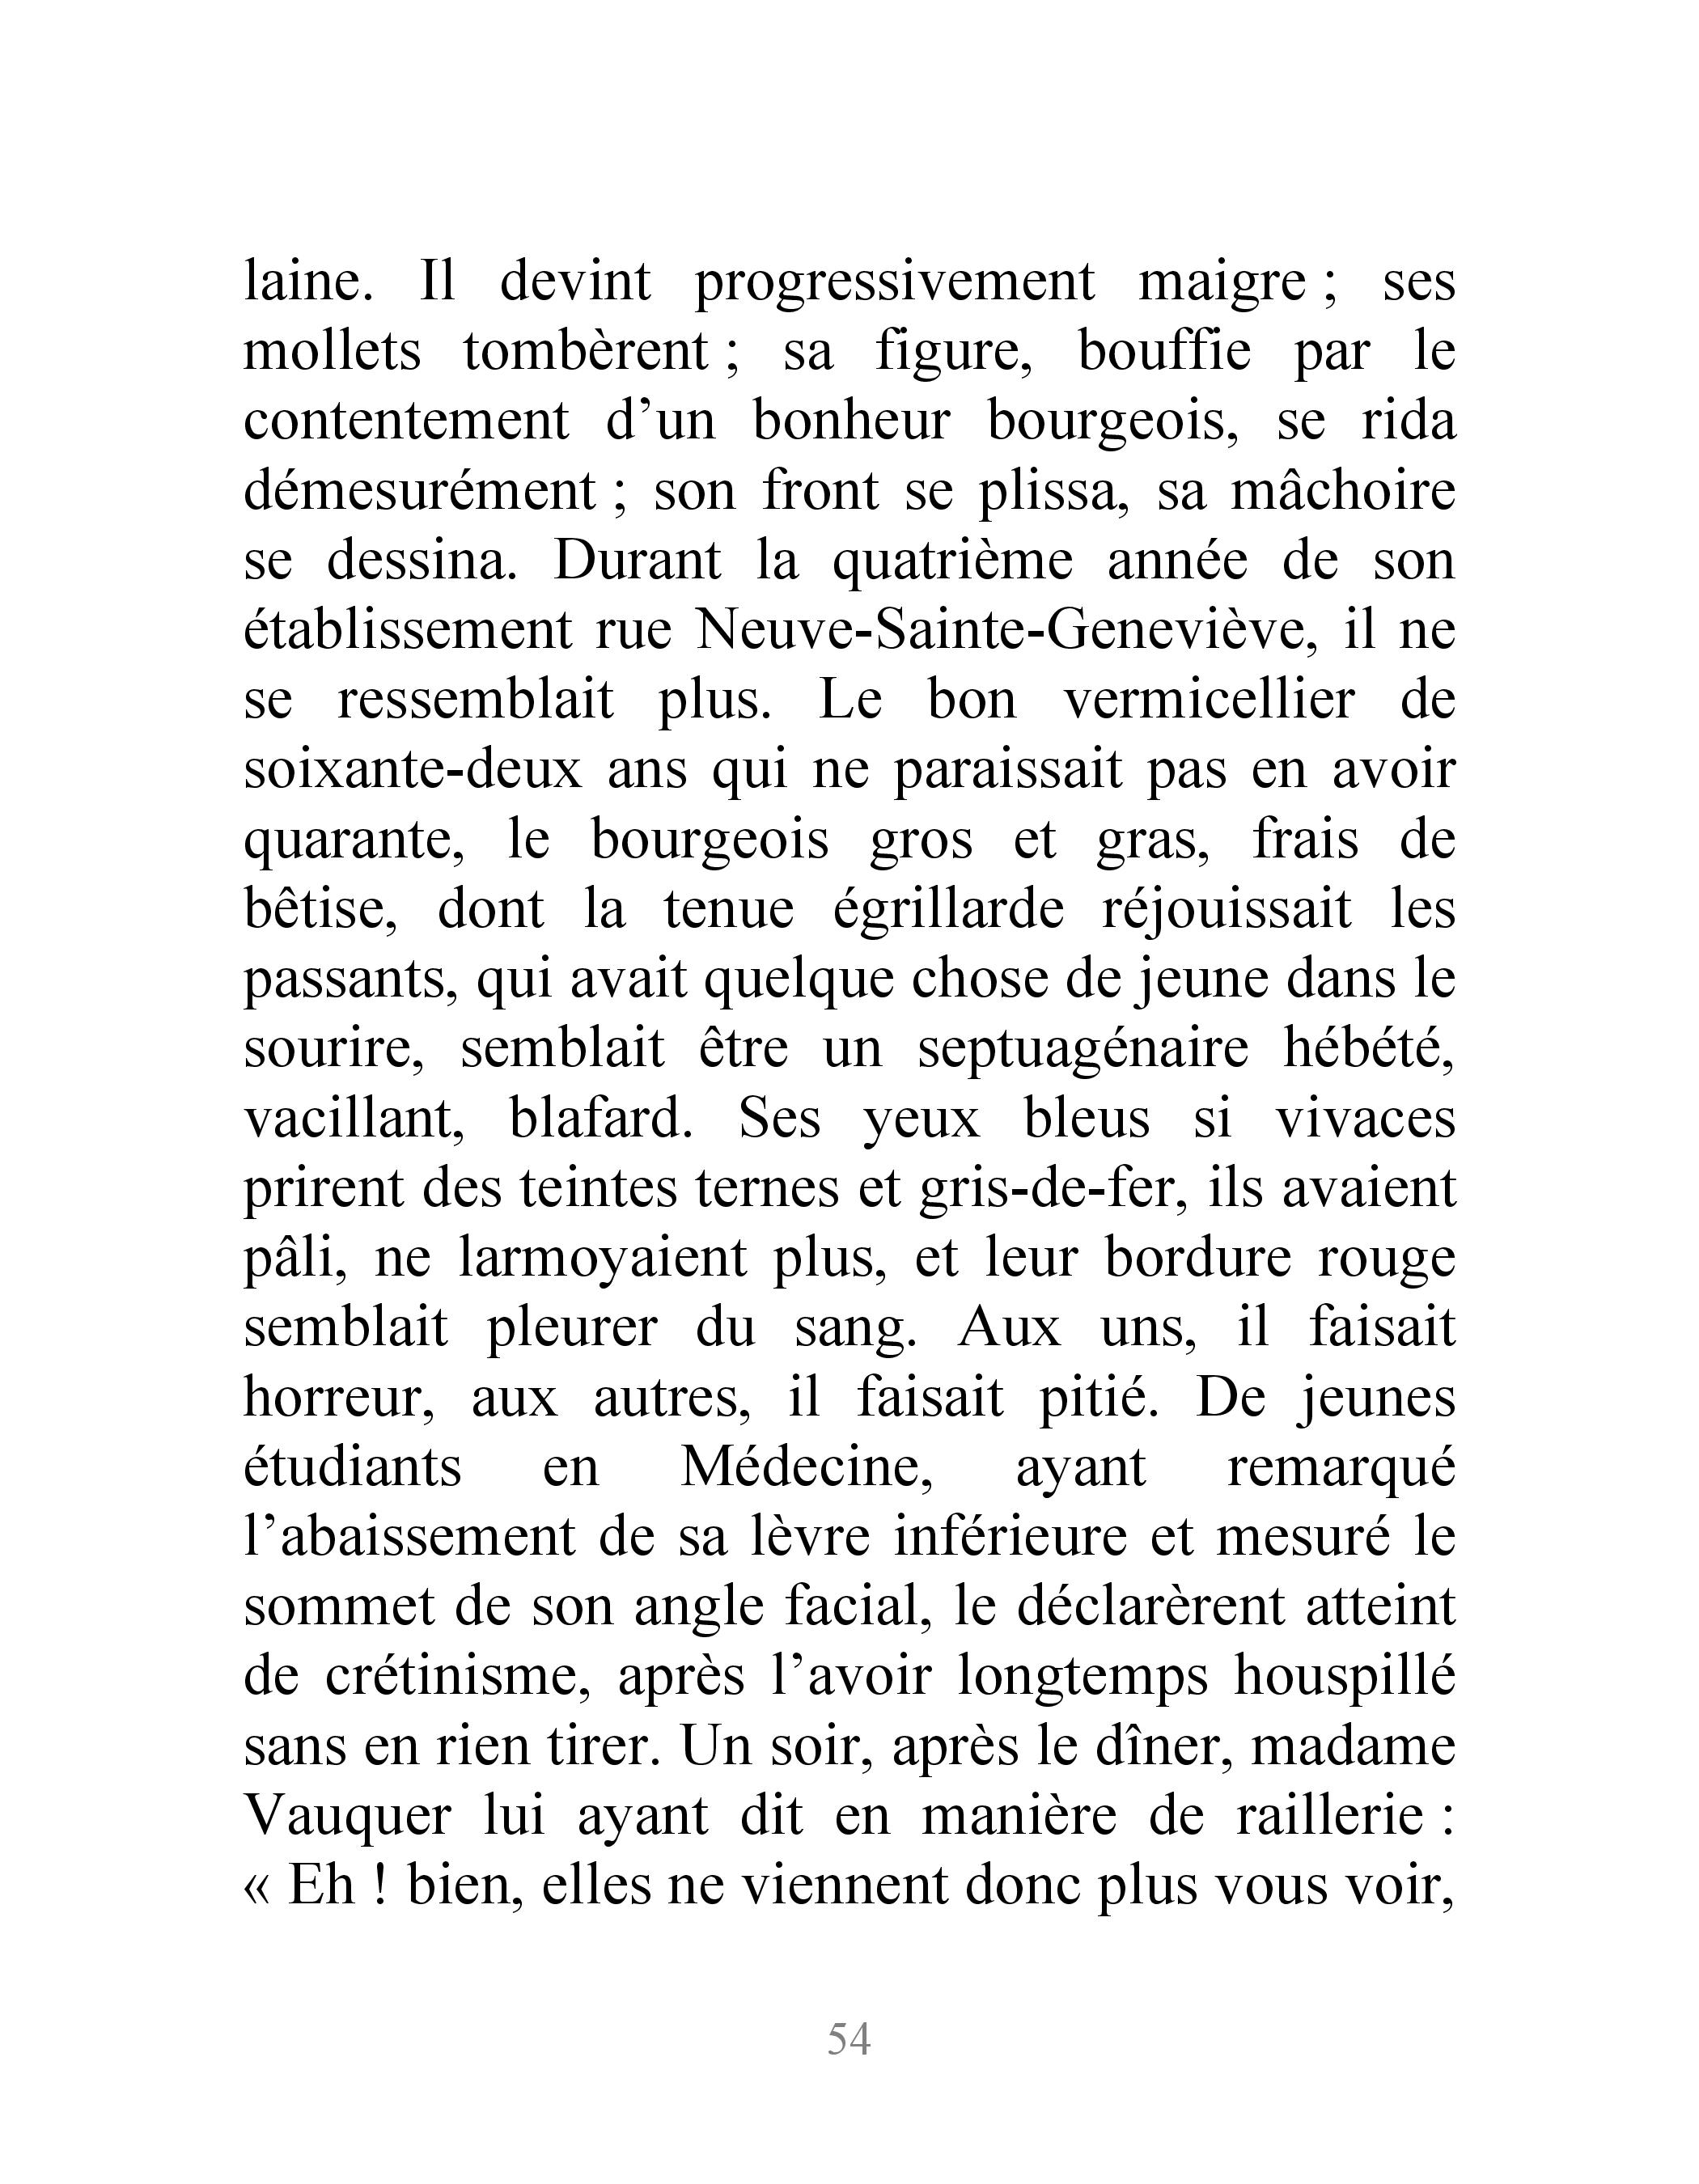 laine. Il devint progressivement maigre ; ses
mollets tombèrent ; sa figure, bouffie par le
contentement d’un bonheur bourgeois, se rida
démesurément ; son front se plissa, sa mâchoire
se dessina. Durant la quatrième année de son
établissement rue Neuve-Sainte-Geneviève, il ne
se ressemblait plus. Le bon vermicellier de
soixante-deux ans qui ne paraissait pas en avoir
quarante, le bourgeois gros et gras, frais de
bêtise, dont la tenue égrillarde réjouissait les
passants, qui avait quelque chose de jeune dans le
sourire, semblait être un septuagénaire hébété,
vacillant, blafard. Ses yeux bleus si vivaces
prirent des teintes ternes et gris-de-fer, ils avaient
pâli, ne larmoyaient plus, et leur bordure rouge
semblait pleurer du sang. Aux uns, il faisait
horreur, aux autres, il faisait pitié. De jeunes
étudiants en Médecine, ayant remarqué
l’abaissement de sa lèvre inférieure et mesuré le
sommet de son angle facial, le déclarèrent atteint
de crétinisme, après l’avoir longtemps houspillé
sans en rien tirer. Un soir, après le dîner, madame
Vauquer lui ayant dit en manière de raillerie :
« Eh ! bien, elles ne viennent donc plus vous voir,
54